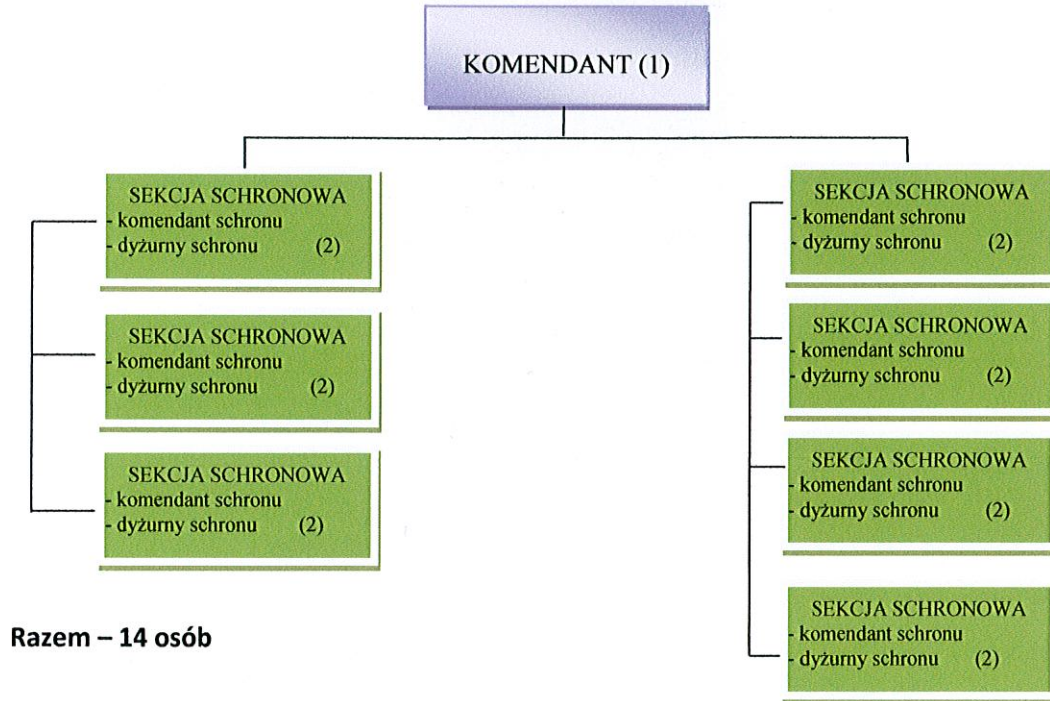 KOMENDANT (1)
SEKCJA SCHRONOWA
- komendant schronu
- dyżurny schronu (2)
SEKCJA SCHRONOWA
- komendant schronu
- dyżurny schronu (2)
SEKCJA SCHRONOWA
- komendant schronu
- dyżurny schronu (2)
Razem – 14 osób
SEKCJA SCHRONOWA
- komendant schronu
- dyżurny schronu (2)
SEKCJA SCHRONOWA
- komendant schronu
- dyżurny schronu (2)
SEKCJA SCHRONOWA
- komendant schronu
- dyżurny schronu (2)
SEKCJA SCHRONOWA
- komendant schronu
- dyżurny schronu (2)